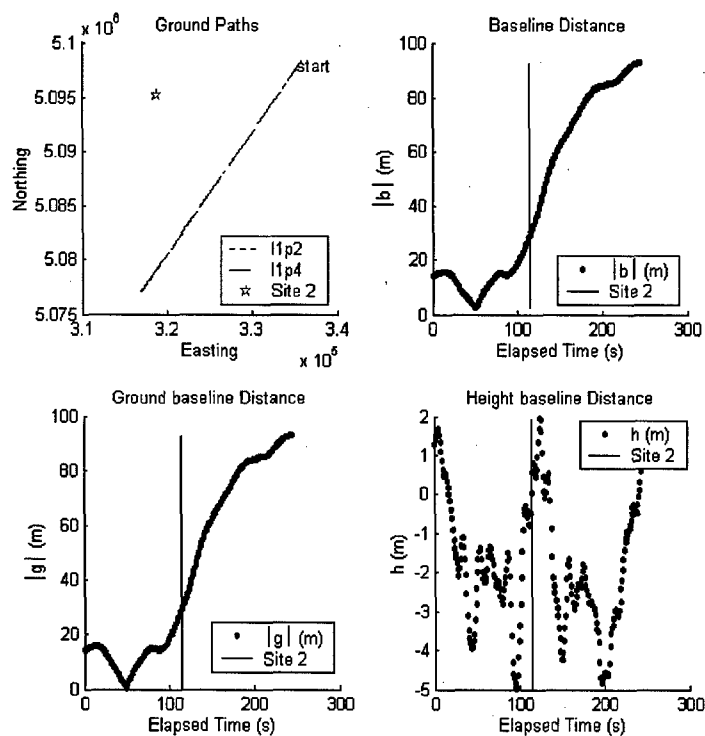 Ground Paths
× 10⁶
5.1
5.095
5.09
5.085
5.08
5.075
Northing
start
l1p2
l1p4
Site 2
3.1
3.2
3.3
3.4
Easting
× 10⁵
Baseline Distance
100
80
60
40
20
0
|b| (m)
|b| (m)
Site 2
0
100
200
300
Elapsed Time (s)
Ground baseline Distance
100
80
60
40
20
0
|g| (m)
|g| (m)
Site 2
0
100
200
300
Elapsed Time (s)
Height baseline Distance
2
1
0
-1
-2
-3
-4
-5
h (m)
h (m)
Site 2
0
100
200
300
Elapsed Time (s)